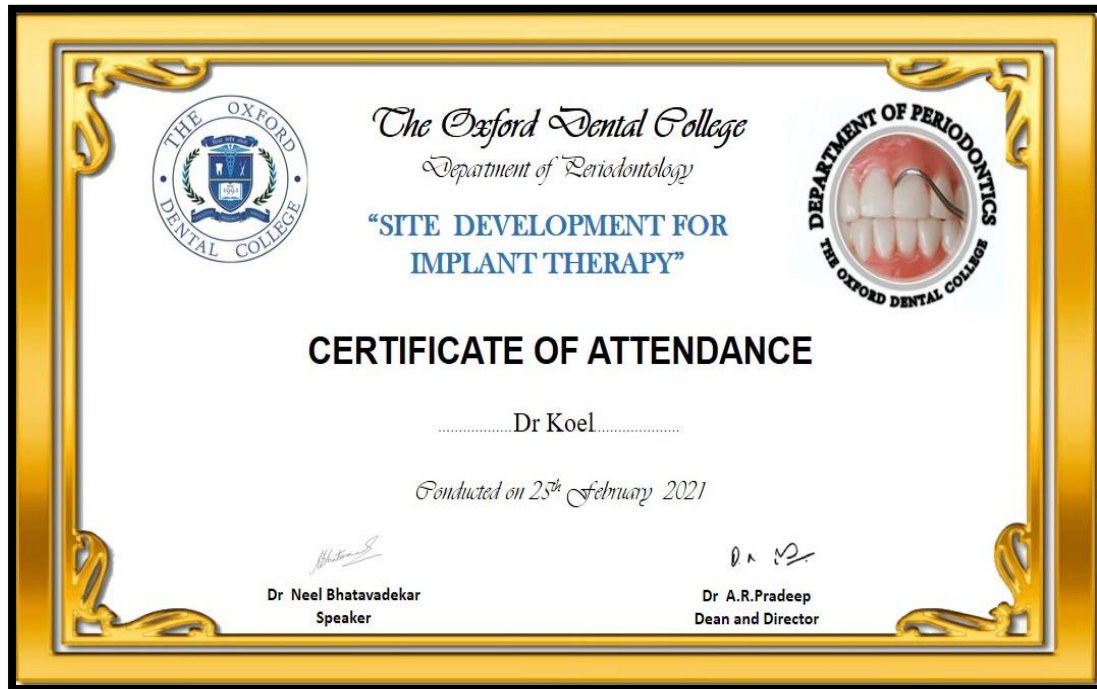 THE OXFORD
DENTAL COLLEGE
1992
The Oxford Dental College
Department of Periodontology
"SITE DEVELOPMENT FOR
IMPLANT THERAPY"
DEPARTMENT OF PERIODONTICS
THE OXFORD DENTAL COLLEGE
CERTIFICATE OF ATTENDANCE
..................Dr Koel.....................
Conducted on 25th February 2021
Dr Neel Bhatavadekar
Speaker
Dr A.R.Pradeep
Dean and Director